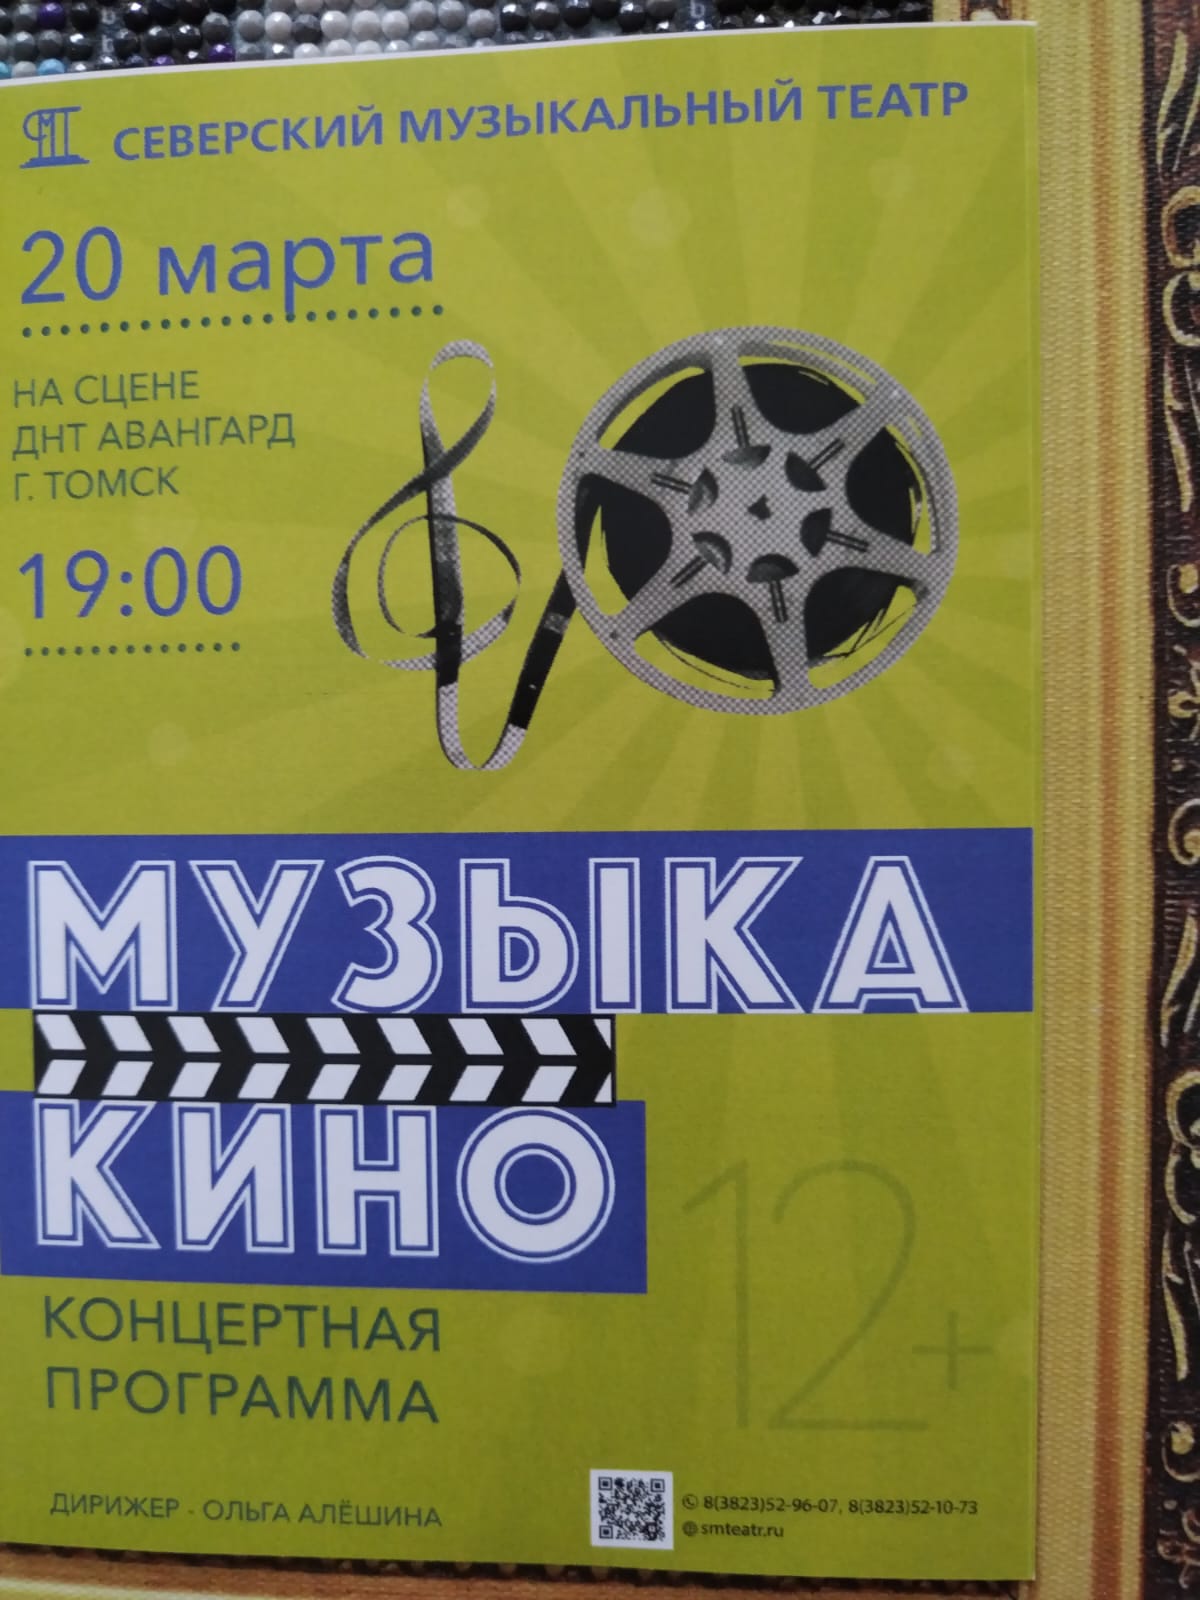 СМТ СЕВЕРСКИЙ МУЗЫКАЛЬНЫЙ ТЕАТР
20 марта
НА СЦЕНЕ
ДНТ АВАНГАРД
Г. ТОМСК
19:00
МУЗЫКА
КИНО
12+
КОНЦЕРТНАЯ
ПРОГРАММА
ДИРИЖЕР - ОЛЬГА АЛЁШИНА
8(3823)52-96-07, 8(3823)52-10-73
smteatr.ru